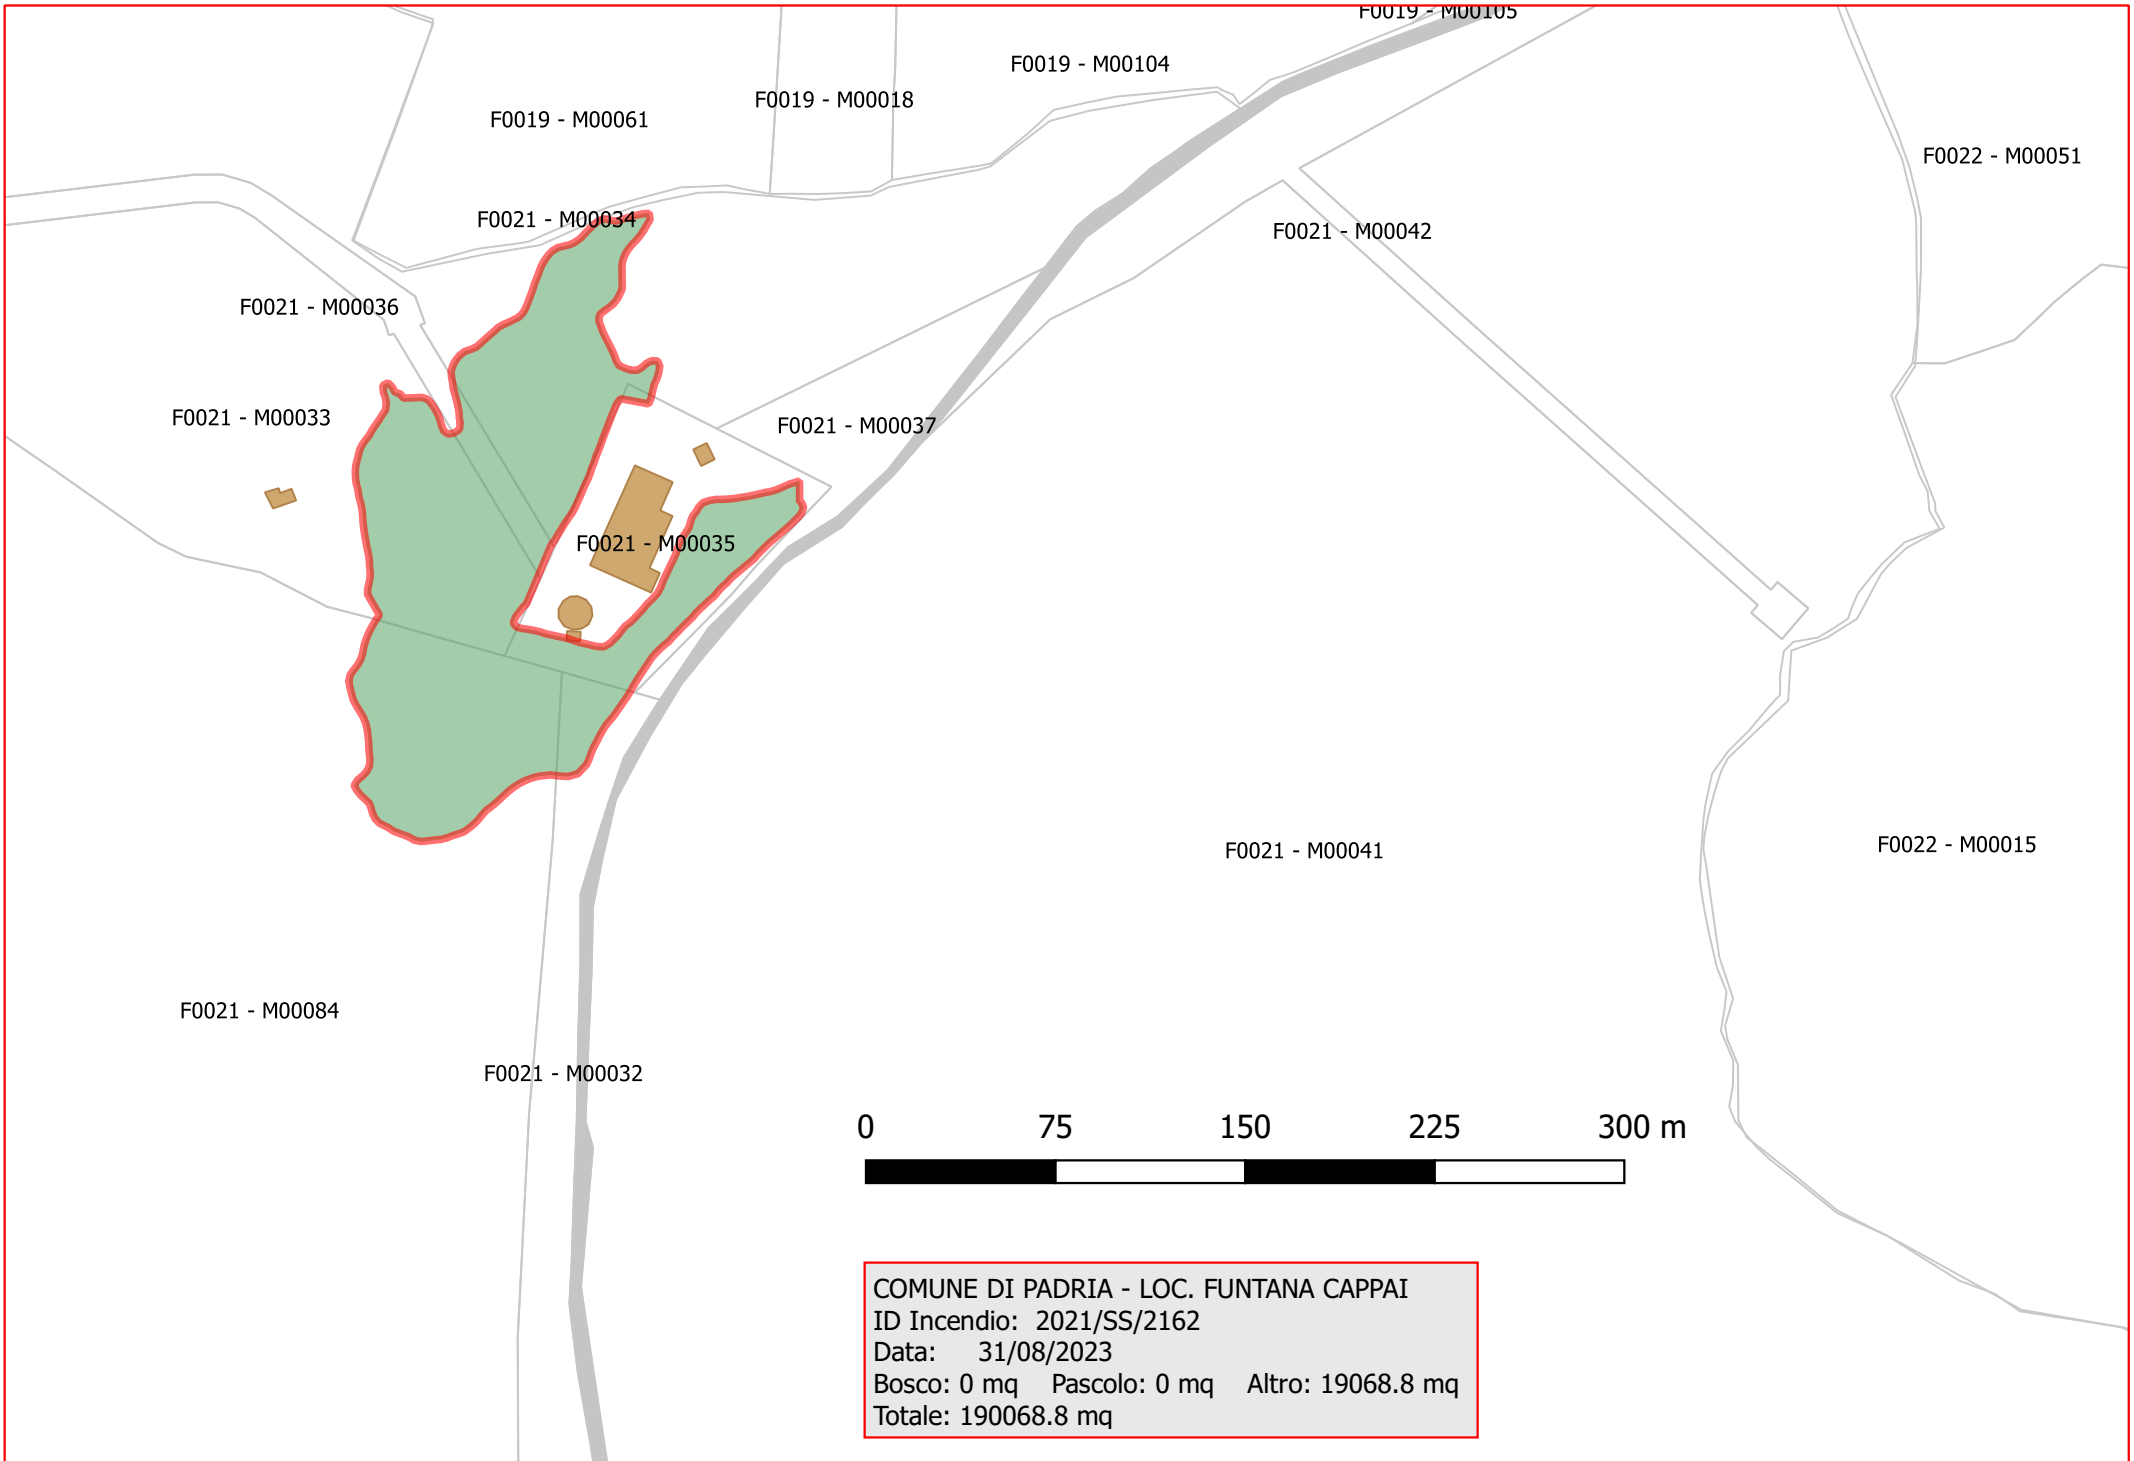 F0019 - M00105
F0019 - M00104
F0019 - M00018
F0019 - M00061
F0022 - M00051
F0021 - M00034
F0021 - M00042
F0021 - M00036
F0021 - M00033
F0021 - M00037
F0021 - M00035
F0021 - M00041
F0022 - M00015
F0021 - M00084
F0021 - M00032
0 75 150 225 300 m
COMUNE DI PADRIA - LOC. FUNTANA CAPPAI
ID Incendio: 2021/SS/2162
Data: 31/08/2023
Bosco: 0 mq Pascolo: 0 mq Altro: 19068.8 mq
Totale: 190068.8 mq